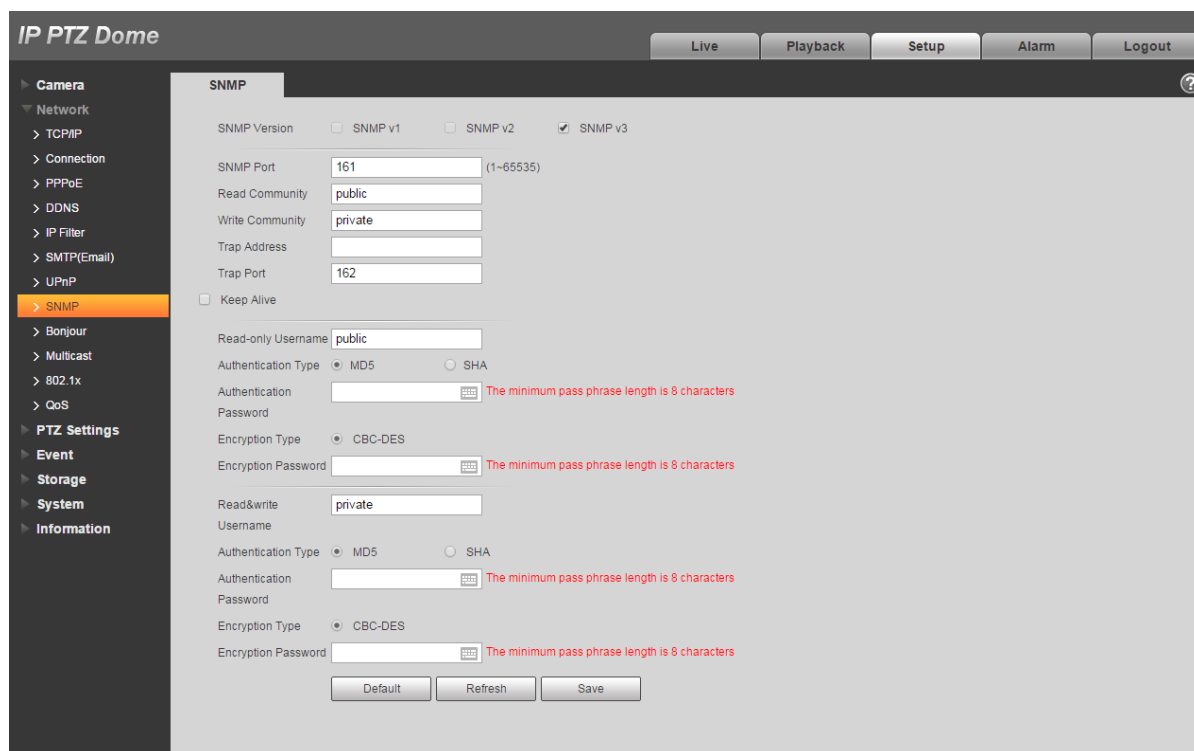 IP PTZ Dome
Live Playback Setup Alarm Logout
Camera
Network
TCP/IP
Connection
PPPoE
DDNS
IP Filter
SMTP(Email)
UPnP
SNMP
Bonjour
Multicast
802.1x
QoS
PTZ Settings
Event
Storage
System
Information
SNMP
?
SNMP Version SNMP v1 SNMP v2 SNMP v3
SNMP Port 161 (1~65535)
Read Community public
Write Community private
Trap Address
Trap Port 162
Keep Alive
Read-only Username public
Authentication Type MD5 SHA
Authentication The minimum pass phrase length is 8 characters
Password
Encryption Type CBC-DES
Encryption Password The minimum pass phrase length is 8 characters
Read&write private
Username
Authentication Type MD5 SHA
Authentication The minimum pass phrase length is 8 characters
Password
Encryption Type CBC-DES
Encryption Password The minimum pass phrase length is 8 characters
Default Refresh Save